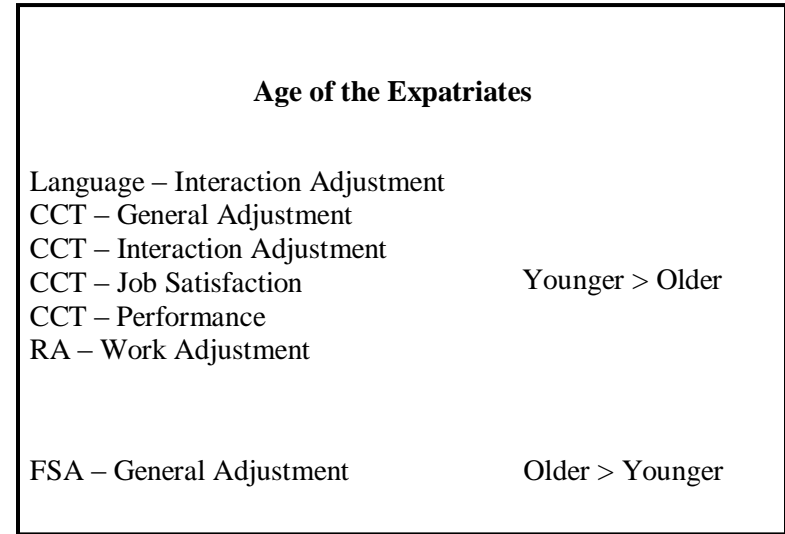 Age of the Expatriates
Language – Interaction Adjustment
CCT – General Adjustment
CCT – Interaction Adjustment
CCT – Job Satisfaction
Younger > Older
CCT – Performance
RA – Work Adjustment
FSA – General Adjustment
Older > Younger